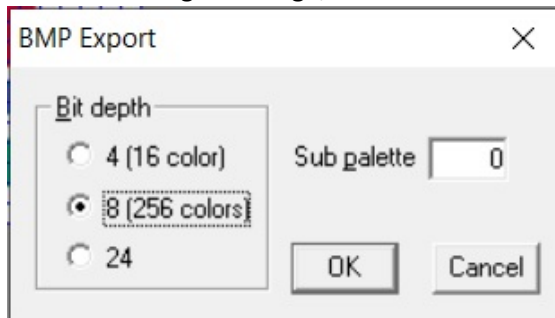 BMP Export
Bit depth
4 (16 color)
Sub palette 0
8 (256 colors)
24
OK Cancel